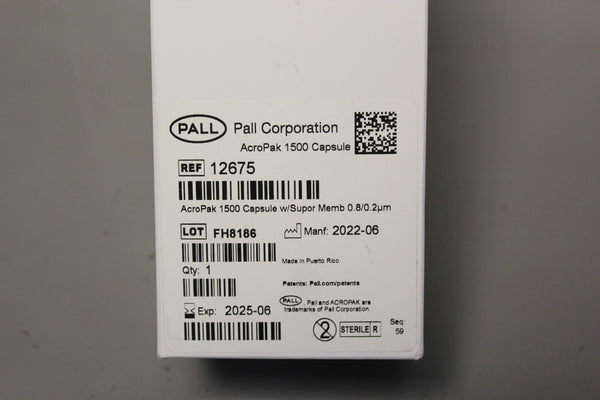 PALL Pall Corporation
AcroPak 1500 Capsule
REF 12675
AcroPak 1500 Capsule w/Supor Memb 0.8/0.2µm
LOT FH8186 Manf: 2022-06
Made in Puerto Rico
Qty: 1
Patents: Pall.com/patents
PALL, Pall and ACROPAK are
trademarks of Pall Corporation.
Exp: 2025-06
2 STERILE R
Seq:
59